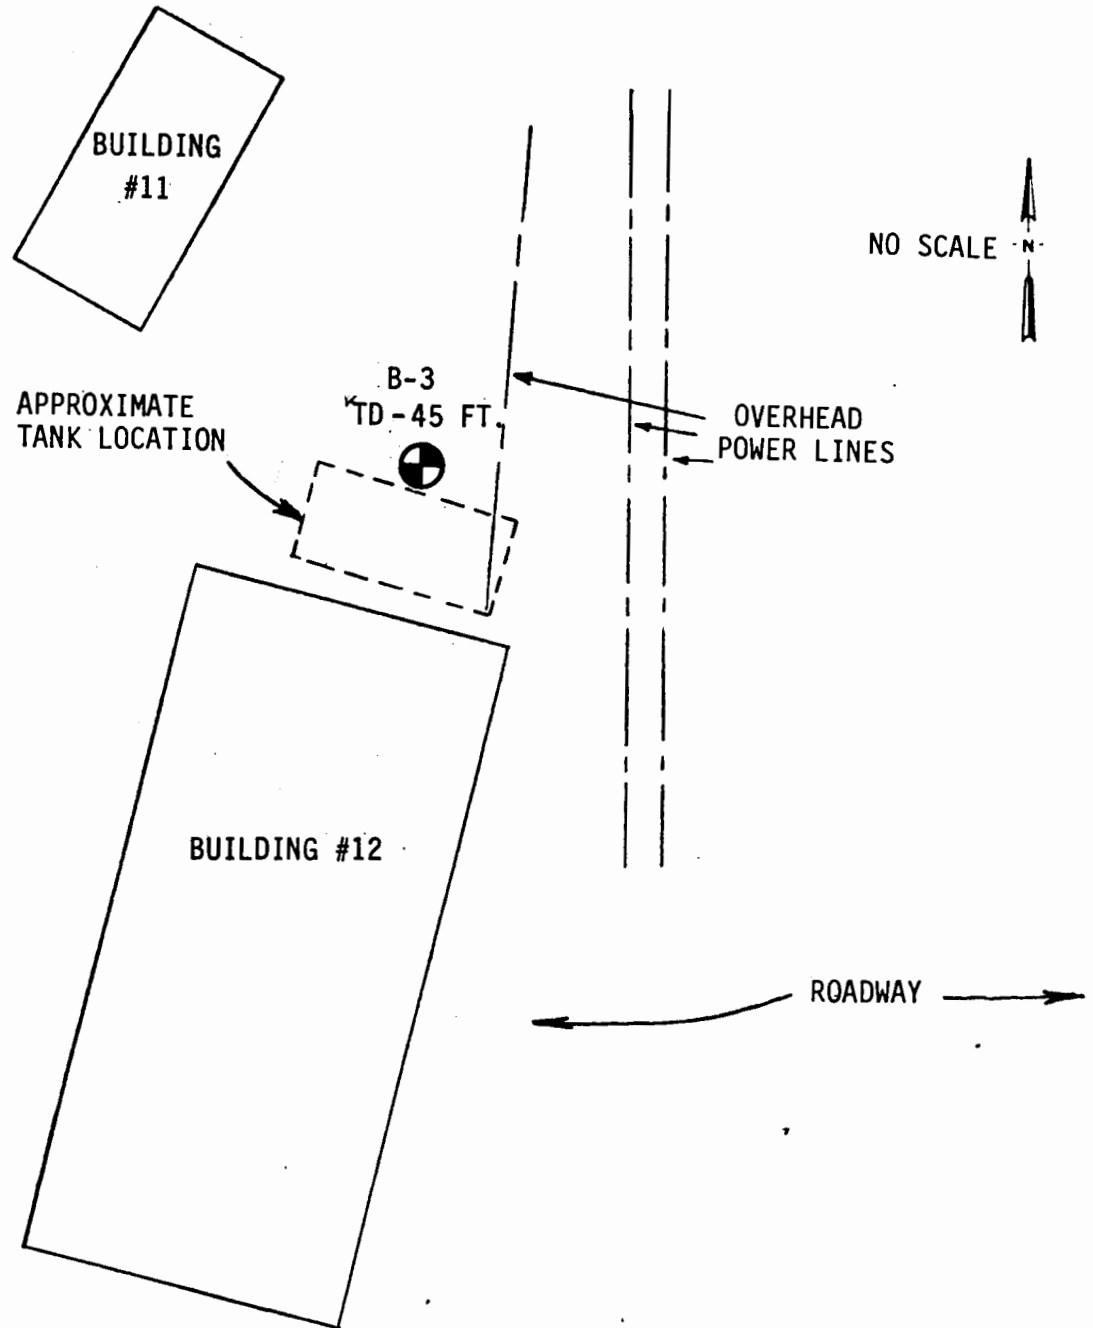 BUILDING
#11
NO SCALE
N
B-3
TD-45 FT.
APPROXIMATE
TANK LOCATION
OVERHEAD
POWER LINES
BUILDING #12
ROADWAY